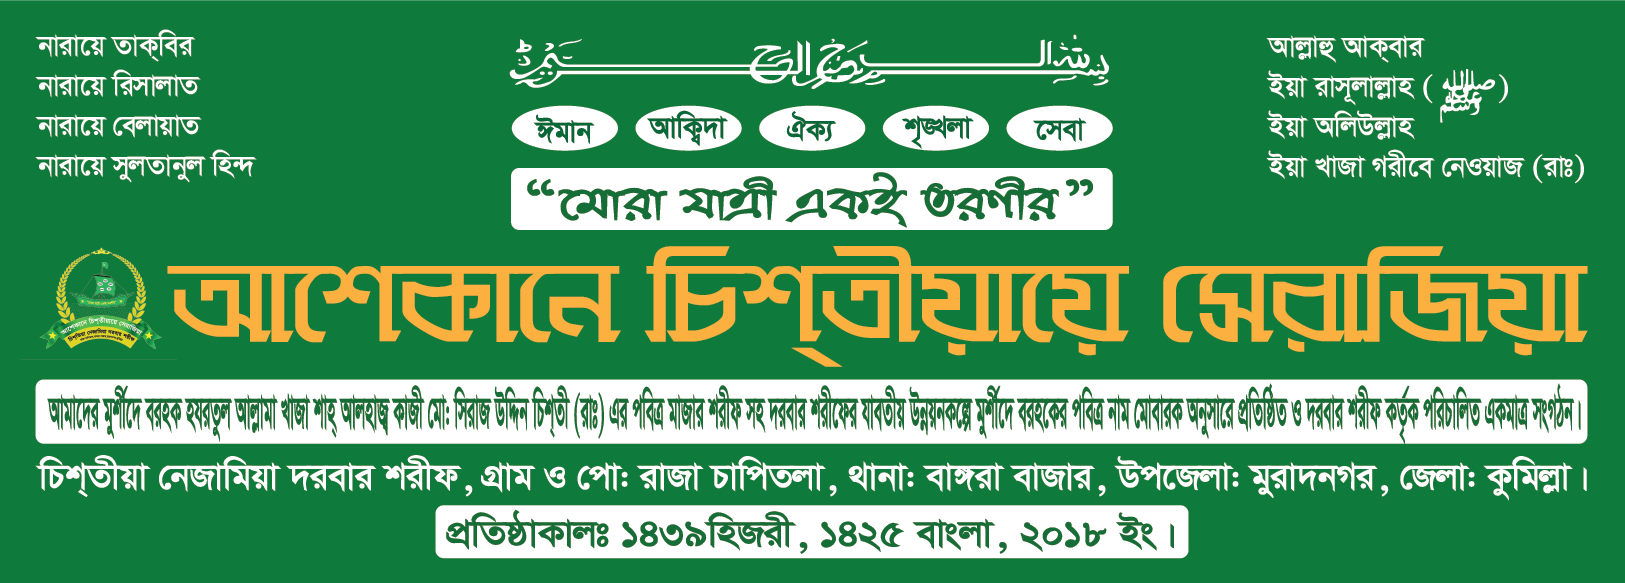 নারায়ে তাক্‌বির
নারায়ে রিসালাত
নারায়ে বেলায়াত
নারায়ে সুলতানুল হিন্দ
بسم الله الرحمن الرحيم
আল্লাহু আক্‌বার
ইয়া রাসূলাল্লাহ (ﷺ)
ইয়া অলিউল্লাহ
ইয়া খাজা গরীবে নেওয়াজ (রাঃ)
ঈমান আক্বিদা ঐক্য শৃঙ্খলা সেবা
“মোরা যাত্রী একই তরণীর”
আশেকানে চিশ্‌তীয়ায়ে সেরাজিয়া
আশেকানে চিশ্‌তীয়ায়ে সেরাজিয়া
চিশ্‌তীয়া নেজামিয়া দরবার শরীফ
আমাদের মুর্শীদে বরহক হযরতুল আল্লামা খাজা শাহ্ আলহাজ্ব কাজী মো: সিরাজ উদ্দিন চিশ্‌তী (রাঃ) এর পবিত্র মাজার শরীফ সহ দরবার শরীফের যাবতীয় উন্নয়নকল্পে মুর্শীদে বরহকের পবিত্র নাম মোবারক অনুসারে প্রতিষ্ঠিত ও দরবার শরীফ কর্তৃক পরিচালিত একমাত্র সংগঠন।
চিশ্‌তীয়া নেজামিয়া দরবার শরীফ, গ্রাম ও পো: রাজা চাপিতলা, থানা: বাঙ্গরা বাজার, উপজেলা: মুরাদনগর, জেলা: কুমিল্লা।
প্রতিষ্ঠাকালঃ ১৪৩৯হিজরী, ১৪২৫ বাংলা, ২০১৮ ইং।